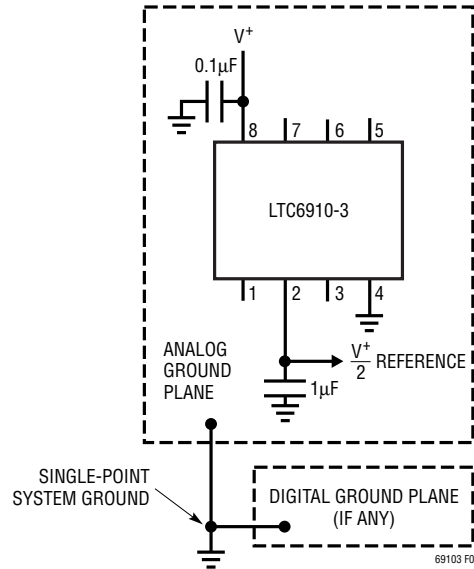 V+
0.1µF
8 7 6 5
LTC6910-3
1 2 3 4
V+
2
REFERENCE
1µF
ANALOG
GROUND
PLANE
SINGLE-POINT
SYSTEM GROUND
DIGITAL GROUND PLANE
(IF ANY)
69103 F0